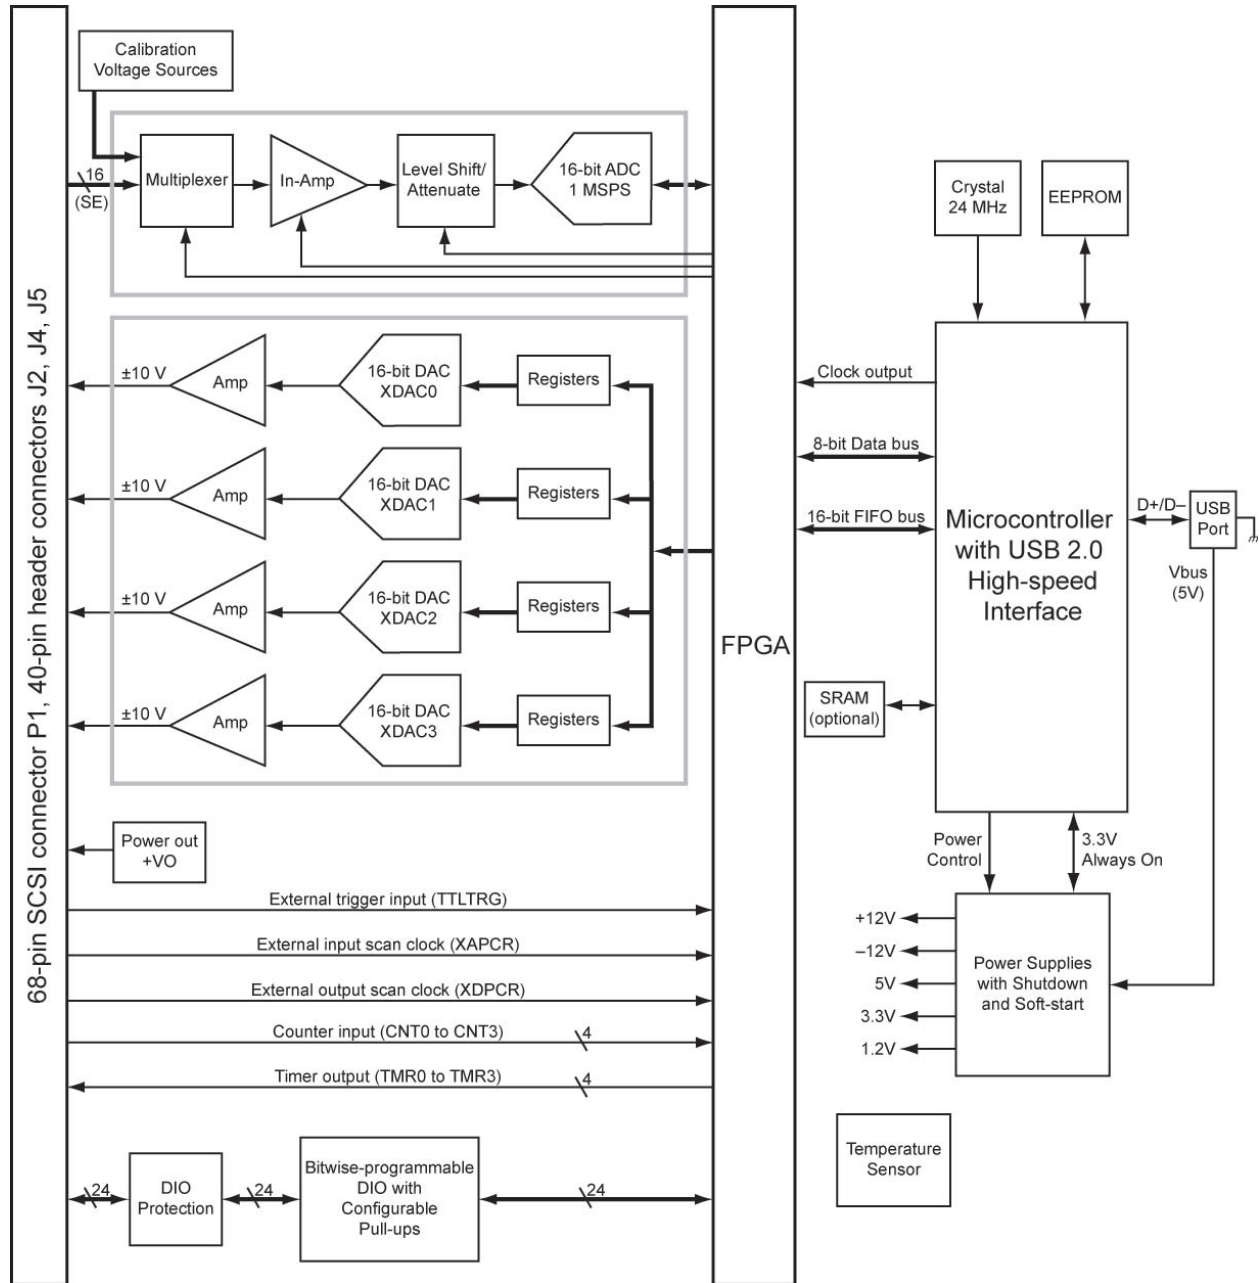 68-pin SCSI connector P1, 40-pin header connectors J2, J4, J5
Calibration
Voltage Sources
16
(SE)
Multiplexer
In-Amp
Level Shift/
Attenuate
16-bit ADC
1 MSPS
±10 V
Amp
16-bit DAC
XDAC0
Registers
±10 V
Amp
16-bit DAC
XDAC1
Registers
±10 V
Amp
16-bit DAC
XDAC2
Registers
±10 V
Amp
16-bit DAC
XDAC3
Registers
Power out
+VO
External trigger input (TTLTRG)
External input scan clock (XAPCR)
External output scan clock (XDPCR)
Counter input (CNT0 to CNT3)
4
Timer output (TMR0 to TMR3)
4
24
DIO
Protection
24
Bitwise-programmable
DIO with
Configurable
Pull-ups
24
FPGA
Crystal
24 MHz
EEPROM
Clock output
8-bit Data bus
16-bit FIFO bus
Microcontroller
with USB 2.0
High-speed
Interface
D+/D–
USB
Port
Vbus
(5V)
SRAM
(optional)
Power
Control
3.3V
Always On
+12V
–12V
5V
3.3V
1.2V
Power Supplies
with Shutdown
and Soft-start
Temperature
Sensor